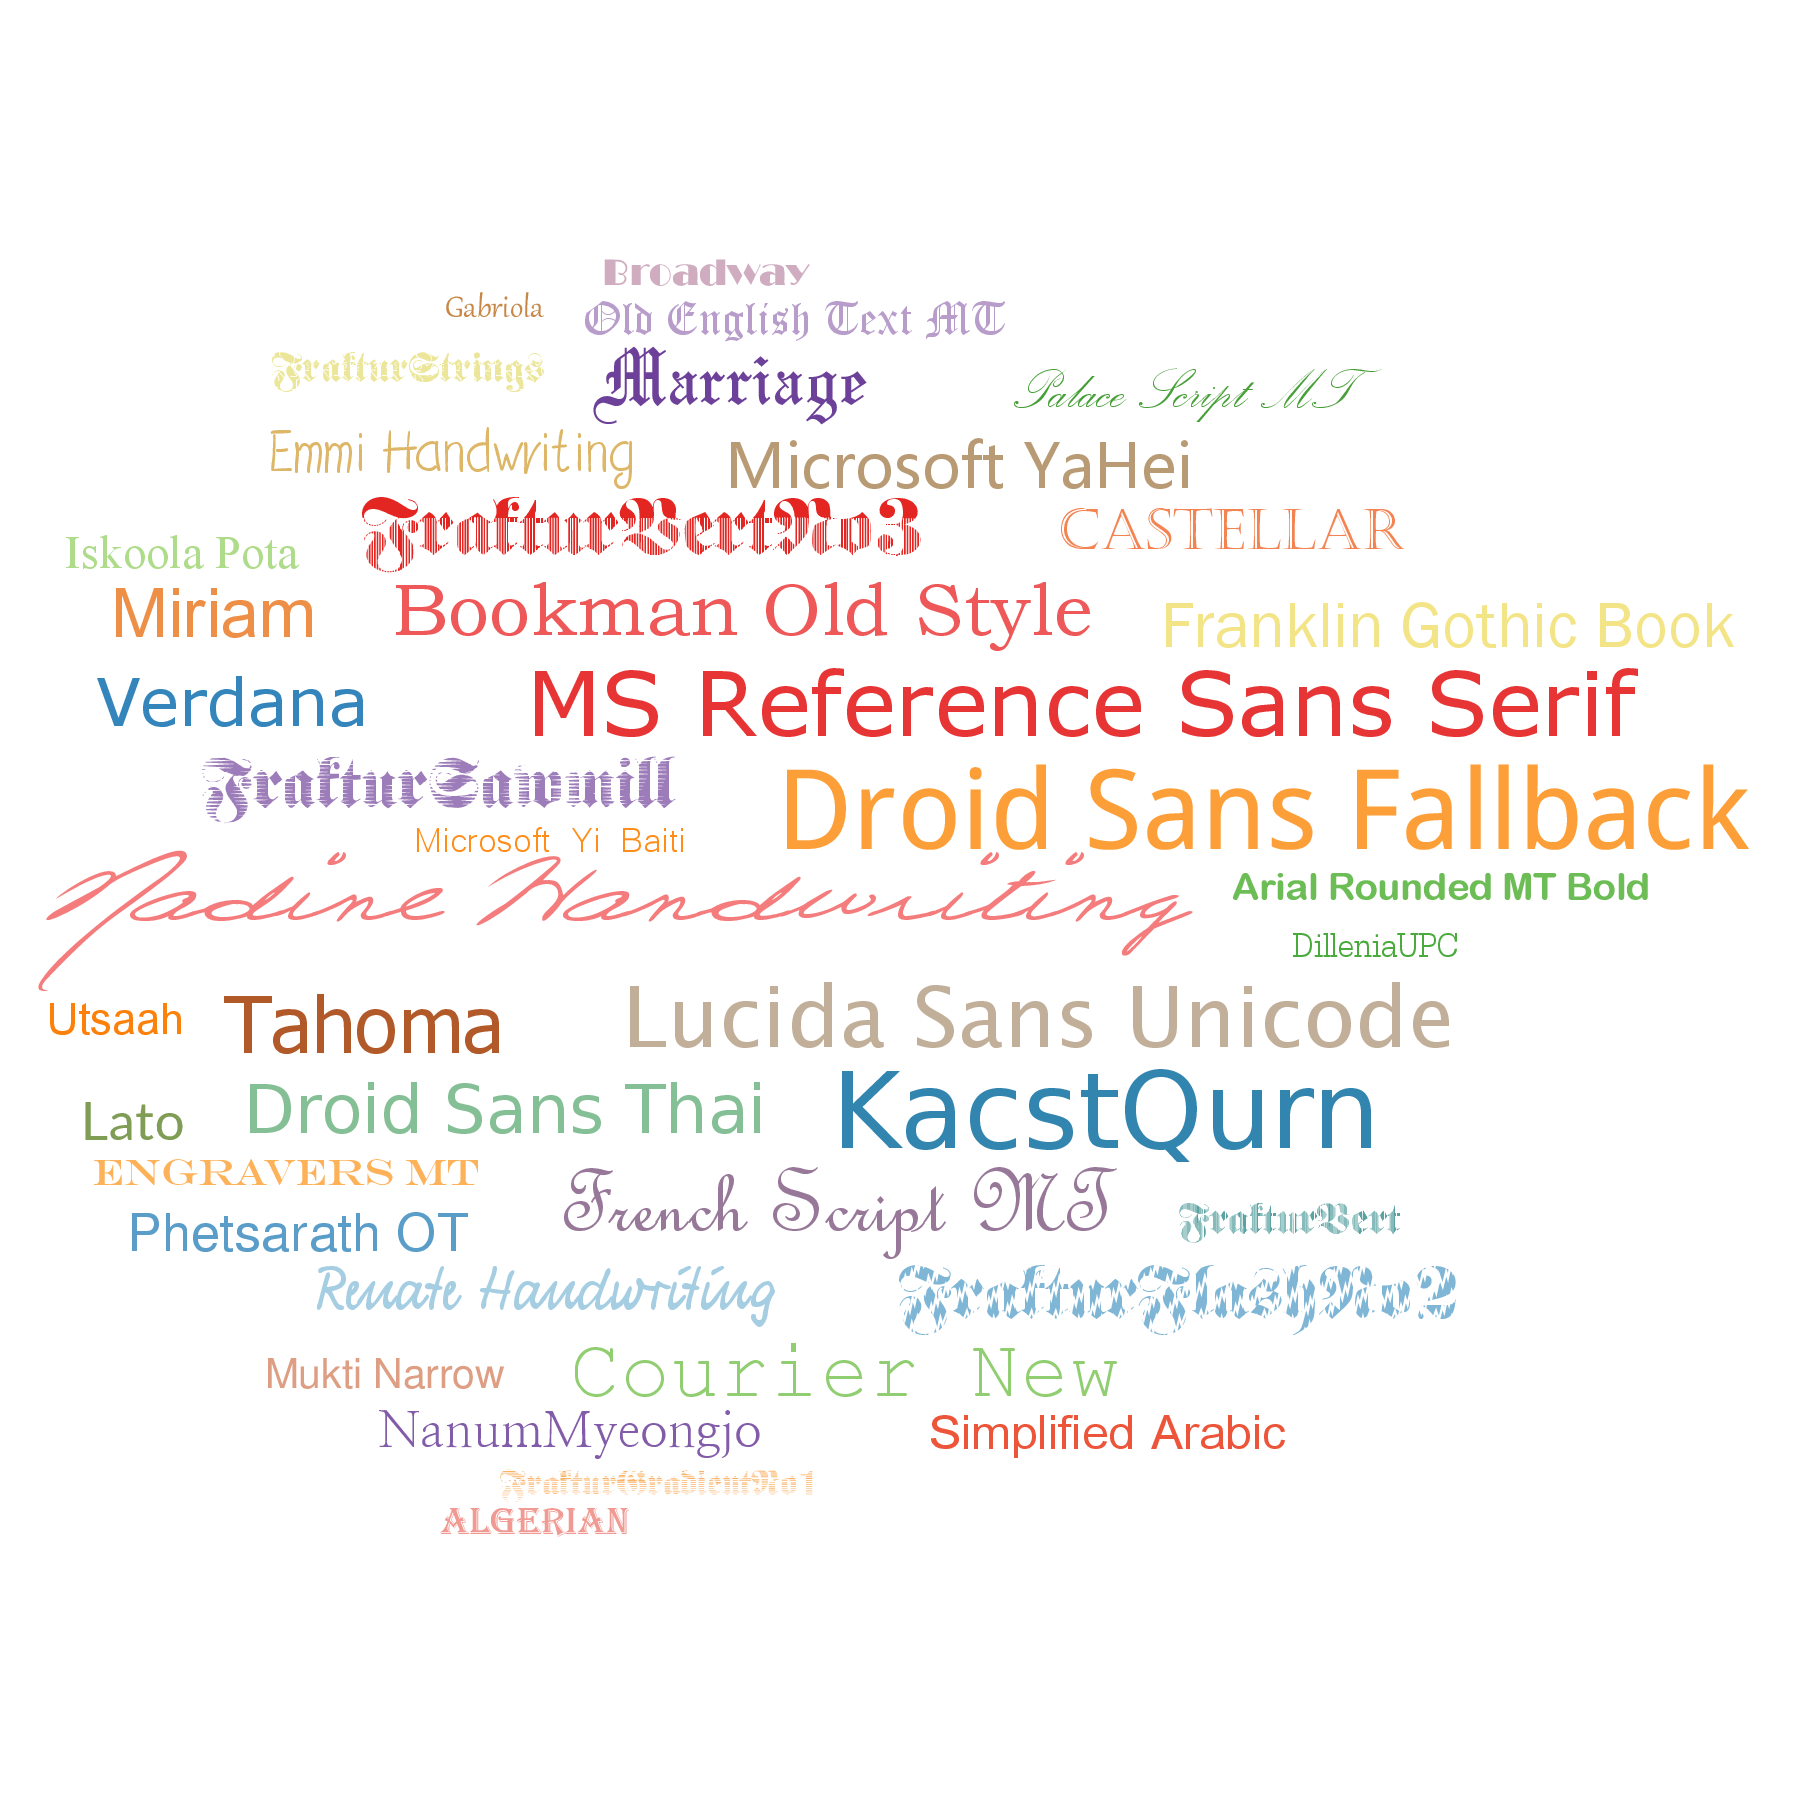 Broadway
Gabriola
Old English Text MT
FrakturStrings
Marriage
Palace Script MT
Emmi Handwriting
Microsoft YaHei
FrakturVertNo3
CASTELLAR
Iskoola Pota
Miriam
Bookman Old Style
Franklin Gothic Book
Verdana
MS Reference Sans Serif
FrakturSawmill
Droid Sans Fallback
Microsoft Yi Baiti
Nadine Handwriting
Arial Rounded MT Bold
DilleniaUPC
Utsaah
Tahoma
Lucida Sans Unicode
Lato
Droid Sans Thai
KacstQurn
ENGRAVERS MT
French Script MT
Phetsarath OT
FrakturVert
Renate Handwriting
FrakturFlashNo2
Mukti Narrow
Courier New
NanumMyeongjo
Simplified Arabic
FrakturGradientNo1
ALGERIAN